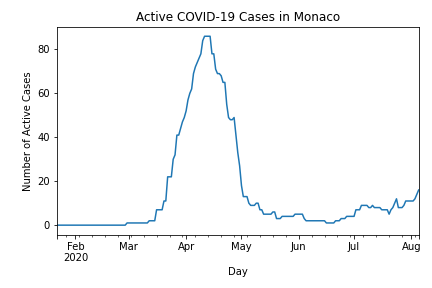 Active COVID-19 Cases in Monaco
Number of Active Cases
80
60
40
20
0
Feb Mar Apr May Jun Jul Aug
2020
Day